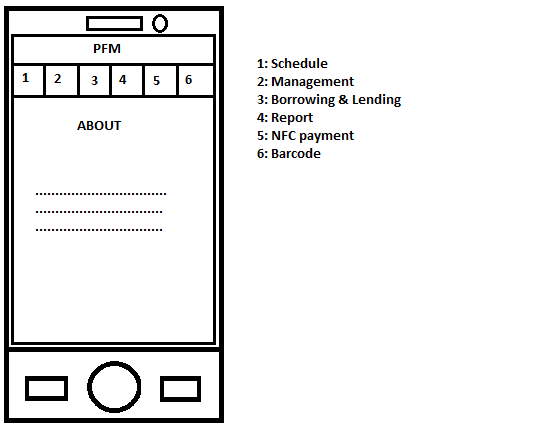 PFM
1 2 3 4 5 6
ABOUT
1: Schedule
2: Management
3: Borrowing & Lending
4: Report
5: NFC payment
6: Barcode